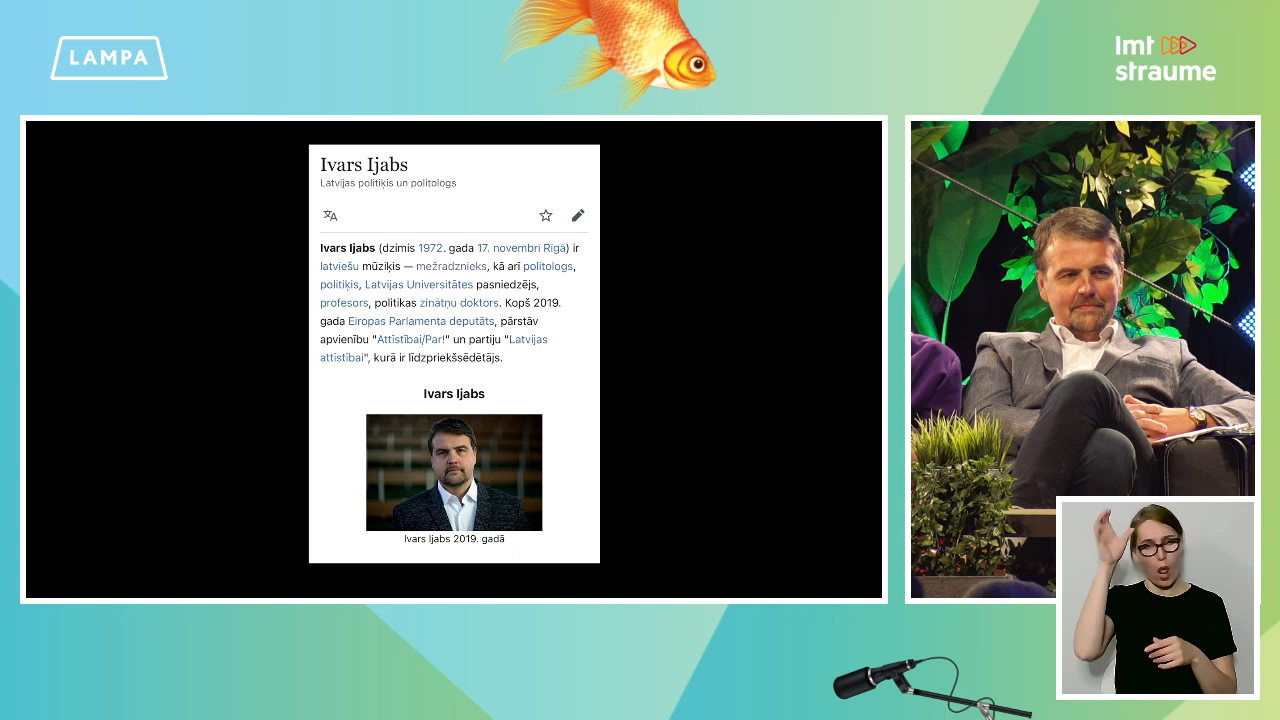 LAMPA
lmt
straume
Ivars Ijabs
Latvijas politiķis un politologs
Ivars Ijabs (dzimis 1972. gada 17. novembrī Rīgā) ir
latviešu mūziķis — mežradznieks, kā arī politologs,
politiķis, Latvijas Universitātes pasniedzējs,
profesors, politikas zinātņu doktors. Kopš 2019.
gada Eiropas Parlamenta deputāts, pārstāv
apvienību "Attīstībai/Par!" un partiju "Latvijas
attīstībai", kurā ir līdzpriekšsēdētājs.
Ivars Ijabs
Ivars Ijabs 2019. gadā